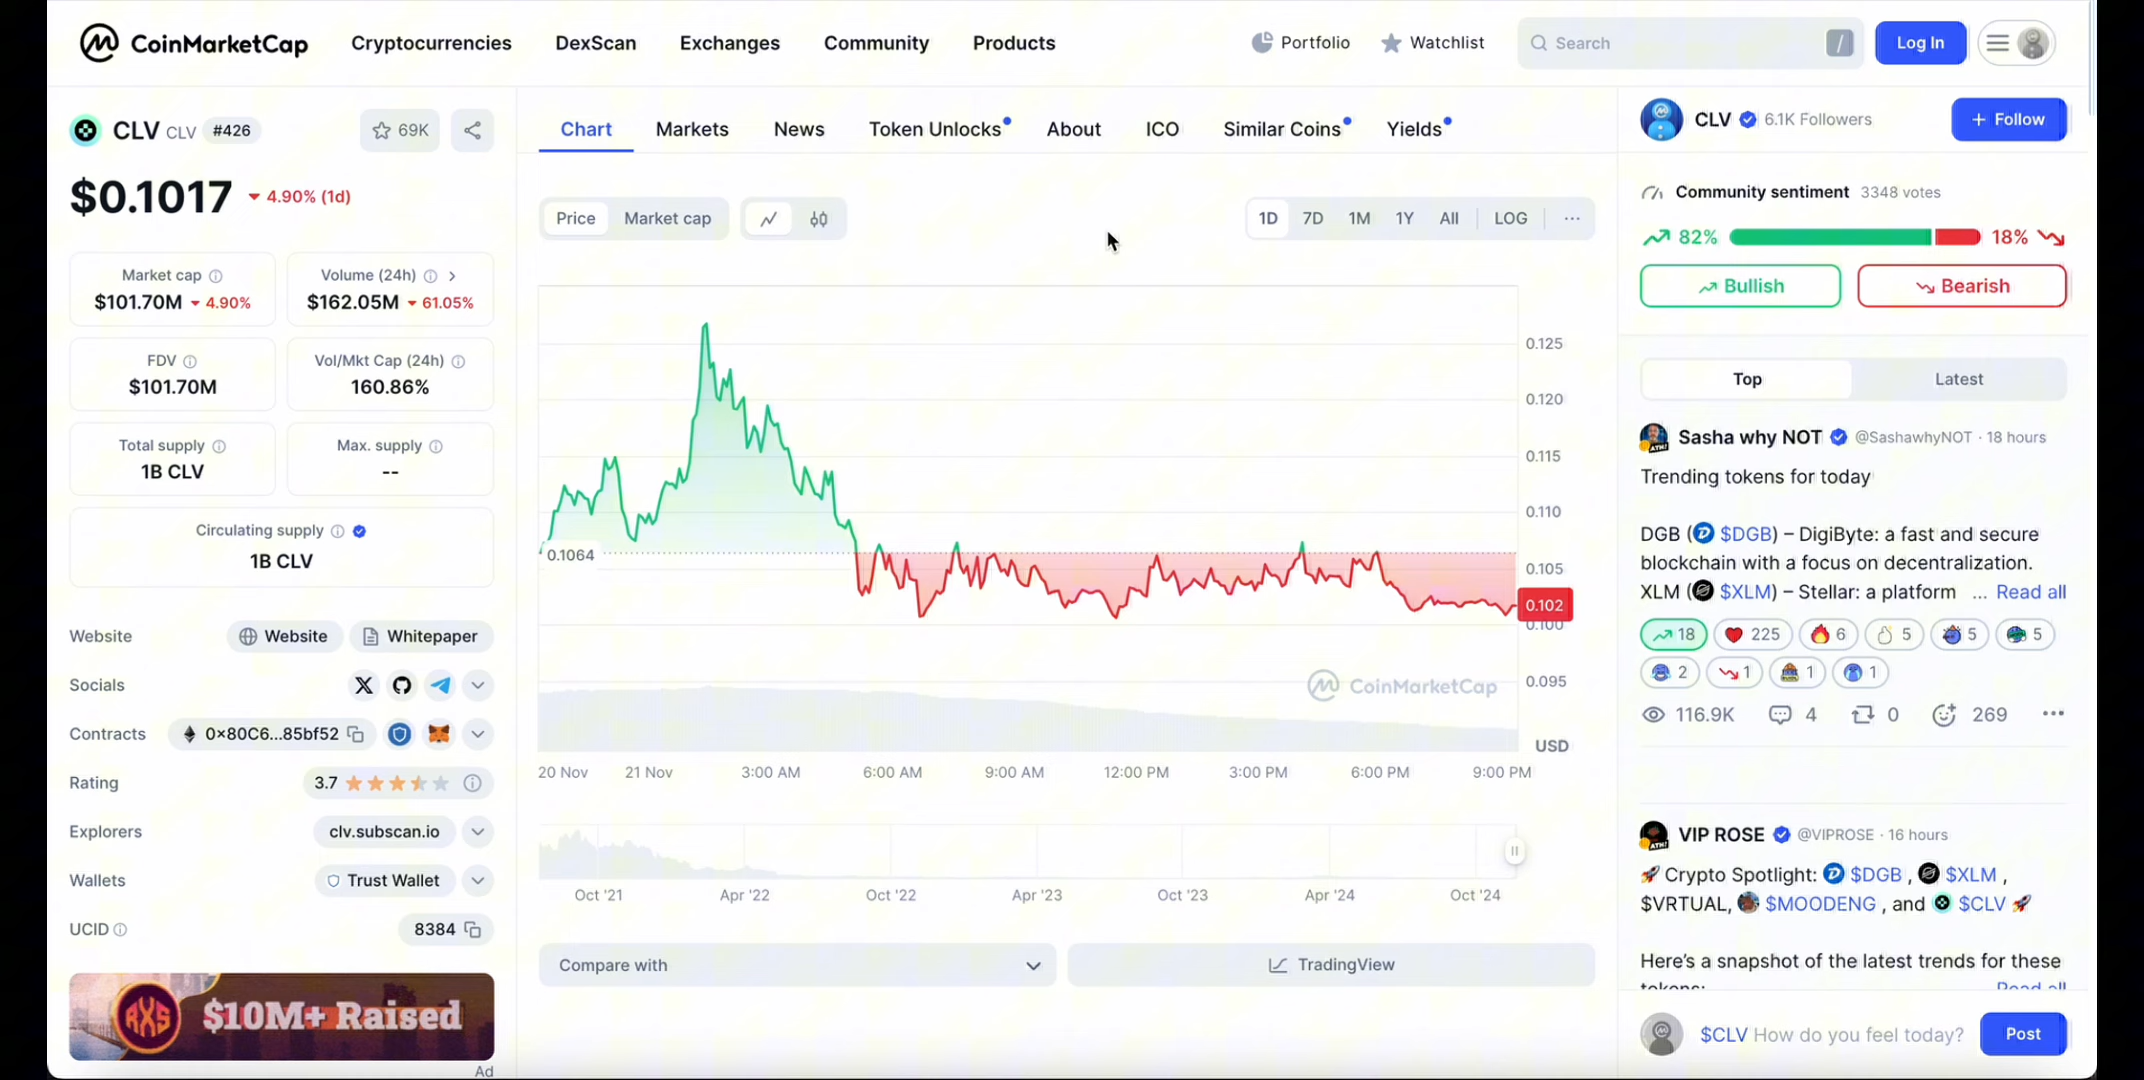 CoinMarketCap Cryptocurrencies DexScan Exchanges Community Products Portfolio Watchlist Search / Log In
CLV CLV #426 69K
$0.1017 4.90% (1d)
Market cap
$101.70M 4.90%
Volume (24h)
$162.05M 61.05%
FDV
$101.70M
Vol/Mkt Cap (24h)
160.86%
Total supply
1B CLV
Max. supply
--
Circulating supply
1B CLV
Website Website Whitepaper
Socials
Contracts 0x80C6...85bf52
Rating 3.7
Explorers clv.subscan.io
Wallets Trust Wallet
UCID 8384
RXS $10M+ Raised
Ad
Chart Markets News Token Unlocks About ICO Similar Coins Yields
Price Market cap 1D 7D 1M 1Y All LOG ...
0.125
0.120
0.115
0.110
0.1064
0.105
0.102
0.100
0.095
CoinMarketCap
USD
20 Nov 21 Nov 3:00 AM 6:00 AM 9:00 AM 12:00 PM 3:00 PM 6:00 PM 9:00 PM
Oct '21 Apr '22 Oct '22 Apr '23 Oct '23 Apr '24 Oct '24
Compare with TradingView
CLV 6.1K Followers + Follow
Community sentiment 3348 votes
82% 18%
Bullish Bearish
Top Latest
Sasha why NOT @SashawhyNOT · 18 hours
Trending tokens for today
DGB ( $DGB) – DigiByte: a fast and secure
blockchain with a focus on decentralization.
XLM ( $XLM) – Stellar: a platform ... Read all
18 225 6 5 5 5
2 1 1 1
116.9K 4 0 269 ...
VIP ROSE @VIPROSE · 16 hours
Crypto Spotlight: $DGB , $XLM ,
$VRTUAL, $MOODENG , and $CLV
Here's a snapshot of the latest trends for these
tokens: Read all
$CLV How do you feel today? Post